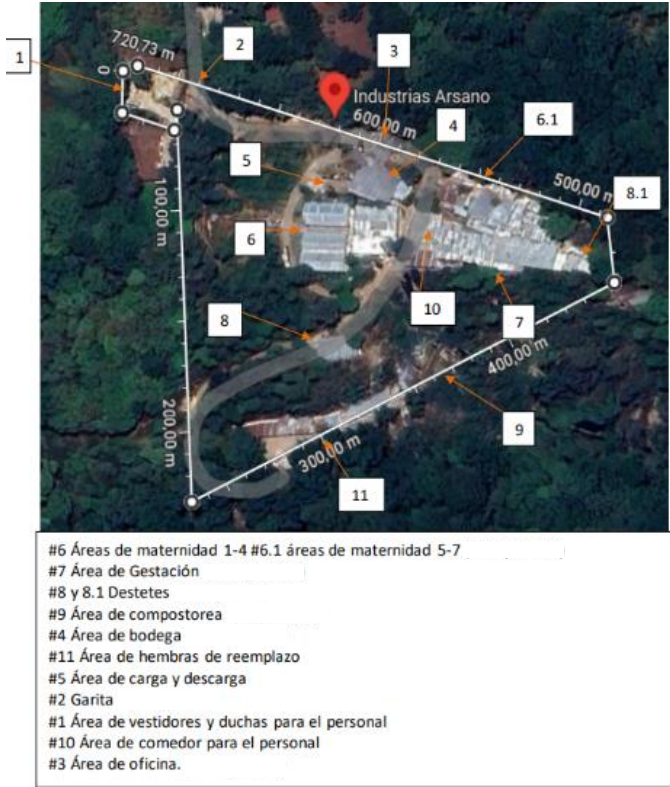 720,73 m
2
3
1
0
Industrias Arsano
600,00 m
4
6.1
5
500,00 m
8.1
100,00 m
6
10
7
8
400,00 m
200,00 m
9
300,00 m
11
#6 Áreas de maternidad 1-4 #6.1 áreas de maternidad 5-7
#7 Área de Gestación
#8 y 8.1 Destetes
#9 Área de compostorea
#4 Área de bodega
#11 Área de hembras de reemplazo
#5 Área de carga y descarga
#2 Garita
#1 Área de vestidores y duchas para el personal
#10 Área de comedor para el personal
#3 Área de oficina.